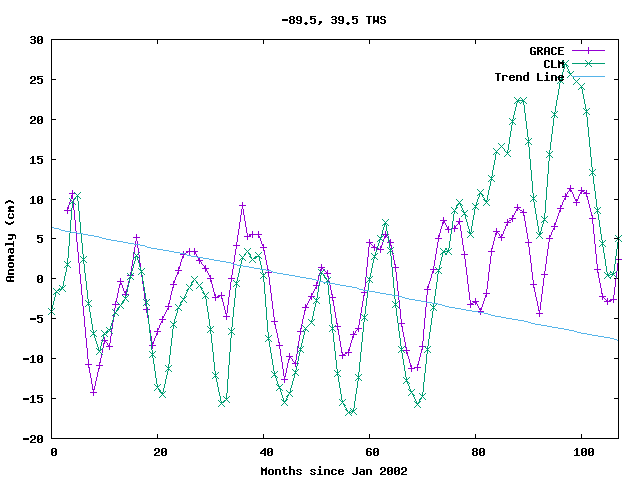 -89.5, 39.5 TWS
GRACE
CLM
Trend Line
Anomaly (cm)
30
25
20
15
10
5
0
-5
-10
-15
-20
0 20 40 60 80 100
Months since Jan 2002